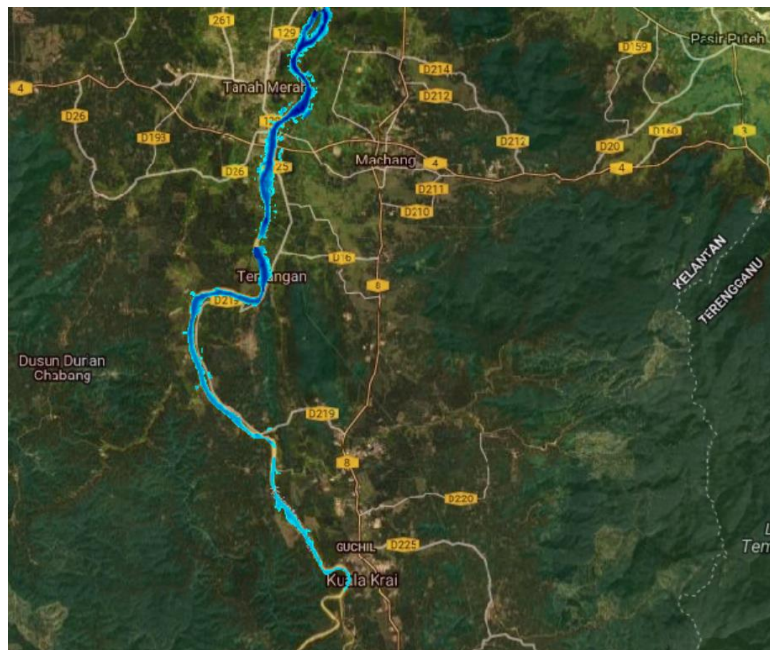 261
129
D159
Pasir Puteh
D214
4
Tanah Merah
D212
D26
D193
D160
3
D212
D20
Machang
4
4
D26
25
D211
D210
KELANTAN
D16
TERENGGANU
Temangan
8
D219
Dusun Durian
Chabang
D219
8
D220
GUCHIL
D225
Tem
Kuala Krai